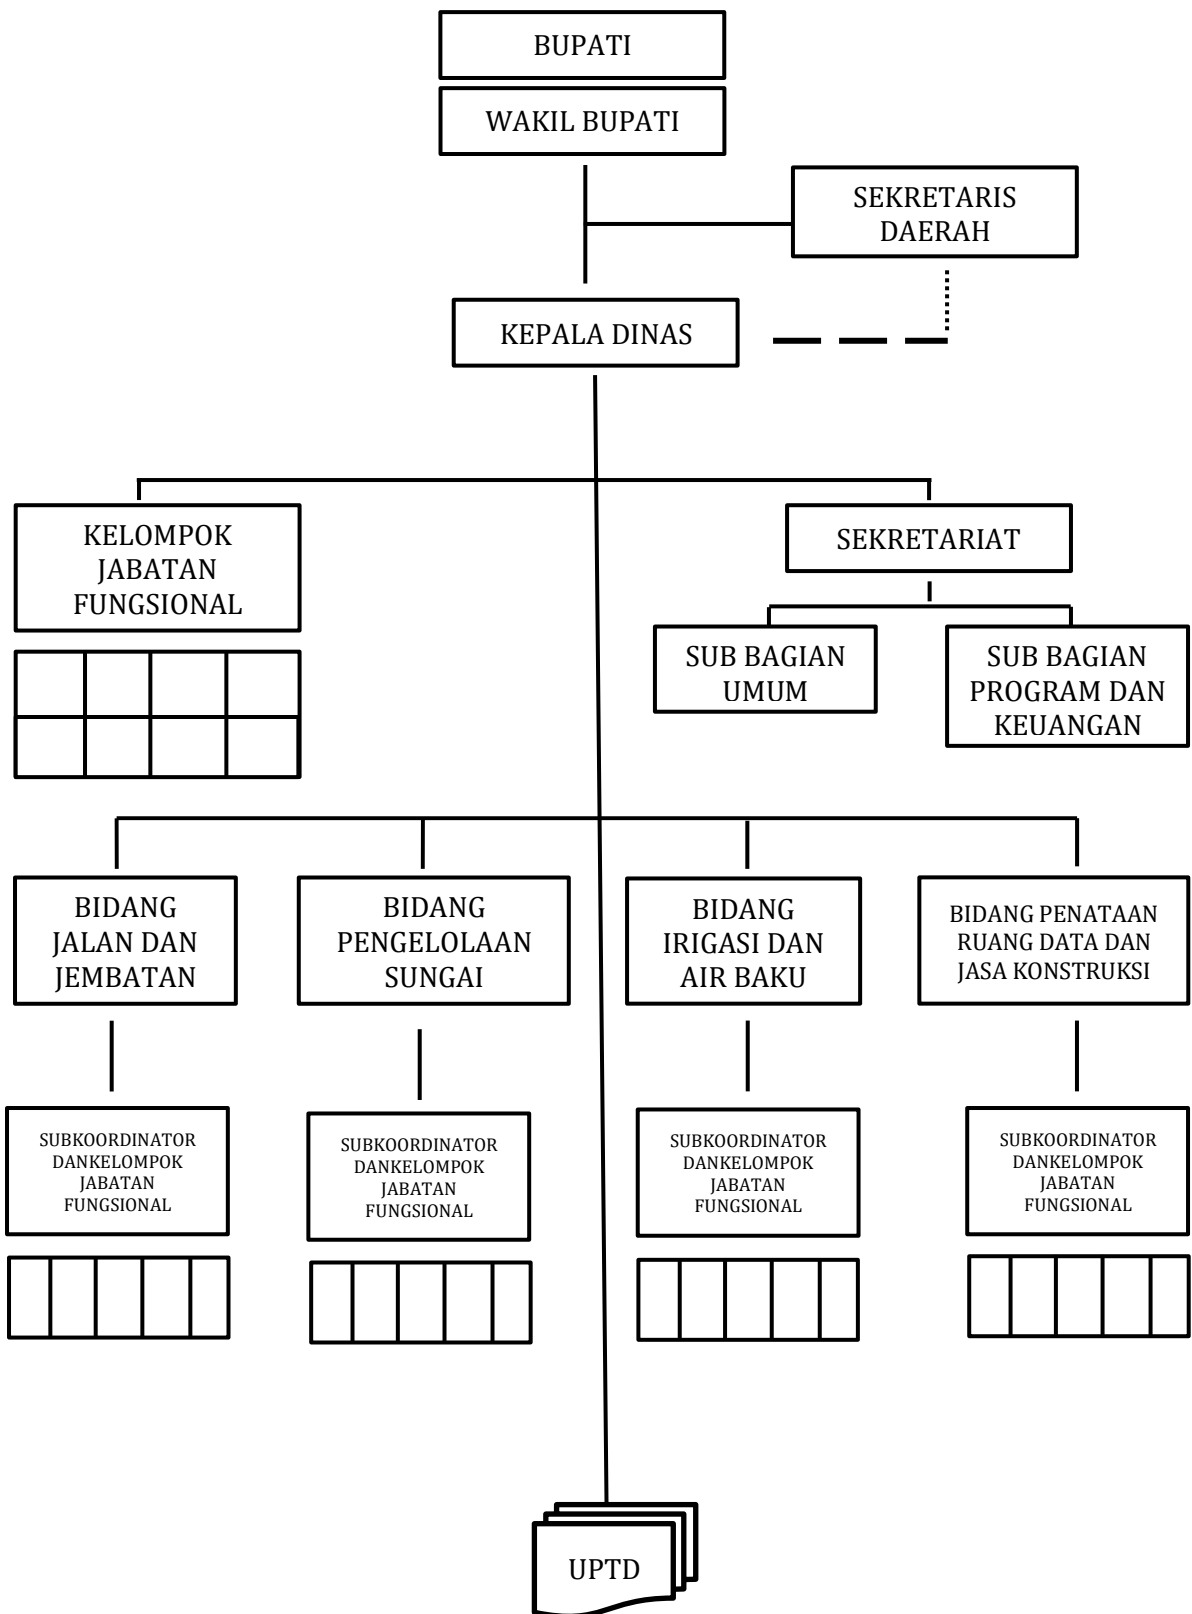 BUPATI
WAKIL BUPATI
SEKRETARIS
DAERAH
KEPALA DINAS
KELOMPOK
JABATAN
FUNGSIONAL
SEKRETARIAT
SUB BAGIAN
UMUM
SUB BAGIAN
PROGRAM DAN
KEUANGAN
BIDANG
JALAN DAN
JEMBATAN
BIDANG
PENGELOLAAN
SUNGAI
BIDANG
IRIGASI DAN
AIR BAKU
BIDANG PENATAAN
RUANG DATA DAN
JASA KONSTRUKSI
SUBKOORDINATOR
DANKELOMPOK
JABATAN
FUNGSIONAL
SUBKOORDINATOR
DANKELOMPOK
JABATAN
FUNGSIONAL
SUBKOORDINATOR
DANKELOMPOK
JABATAN
FUNGSIONAL
SUBKOORDINATOR
DANKELOMPOK
JABATAN
FUNGSIONAL
UPTD